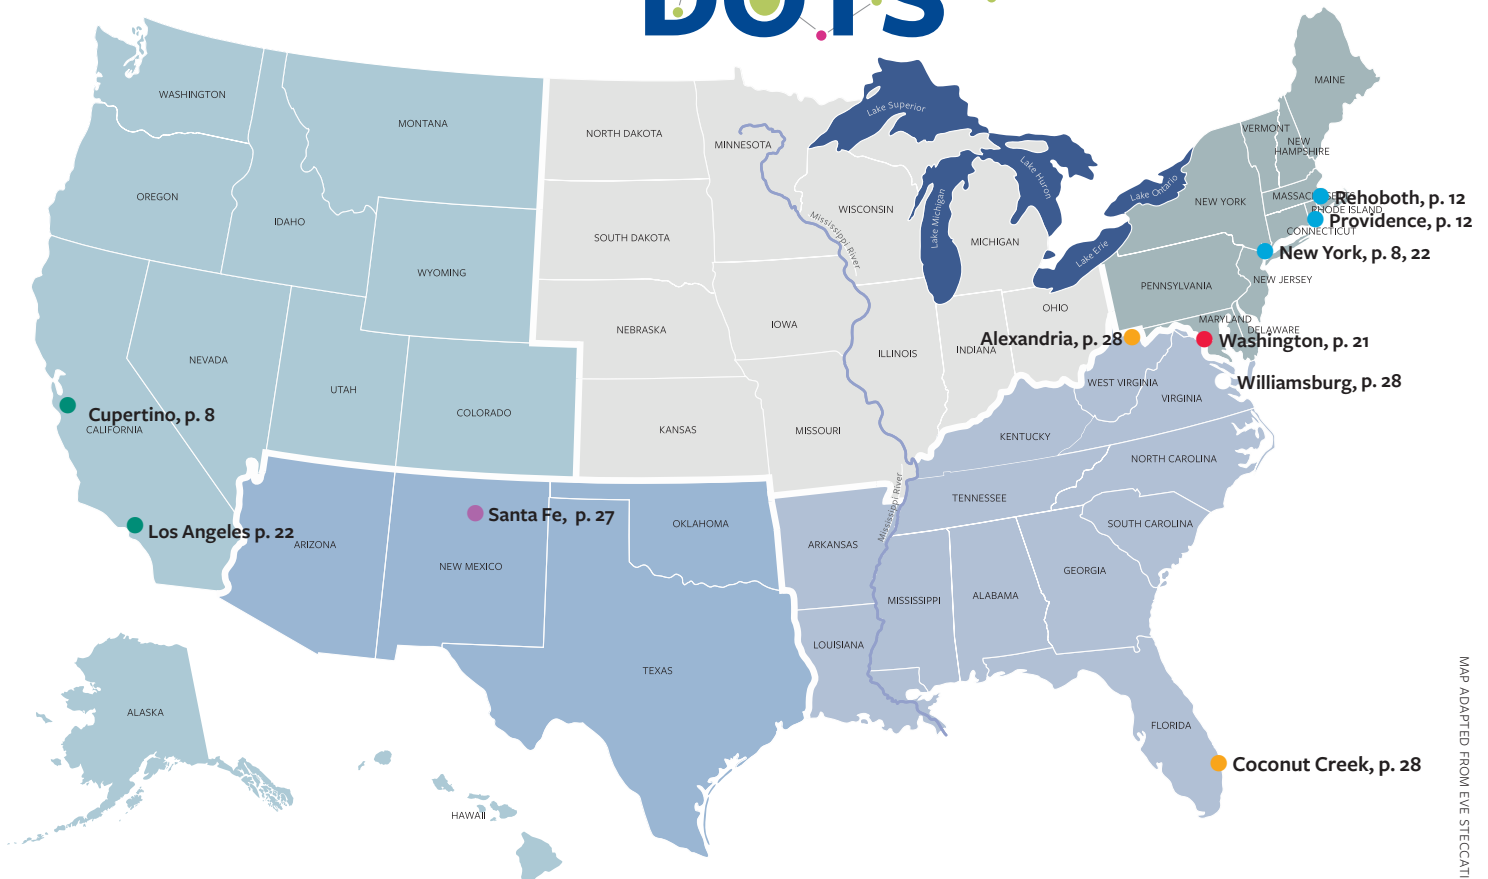 DOTS
MAINE
WASHINGTON
MONTANA
NORTH DAKOTA
MINNESOTA
Lake Superior
VERMONT
NEW
HAMPSHIRE
OREGON
IDAHO
SOUTH DAKOTA
WISCONSIN
MICHIGAN
Lake Michigan
Lake Huron
Lake Ontario
Lake Erie
NEW YORK
MASSACHUSETTS
Rehoboth, p. 12
RHODE ISLAND
Providence, p. 12
CONNECTICUT
New York, p. 8, 22
Mississippi River
WYOMING
PENNSYLVANIA
NEW JERSEY
NEBRASKA
IOWA
OHIO
MARYLAND
DELAWARE
Alexandria, p. 28
Washington, p. 21
ILLINOIS
INDIANA
NEVADA
UTAH
COLORADO
WEST VIRGINIA
Williamsburg, p. 28
VIRGINIA
Cupertino, p. 8
CALIFORNIA
KANSAS
MISSOURI
KENTUCKY
NORTH CAROLINA
TENNESSEE
Mississippi River
Santa Fe, p. 27
OKLAHOMA
SOUTH CAROLINA
Los Angeles p. 22
ARIZONA
NEW MEXICO
ARKANSAS
GEORGIA
MISSISSIPPI
ALABAMA
LOUISIANA
TEXAS
ALASKA
FLORIDA
Coconut Creek, p. 28
HAWAII
MAP ADAPTED FROM EVE STECCATI